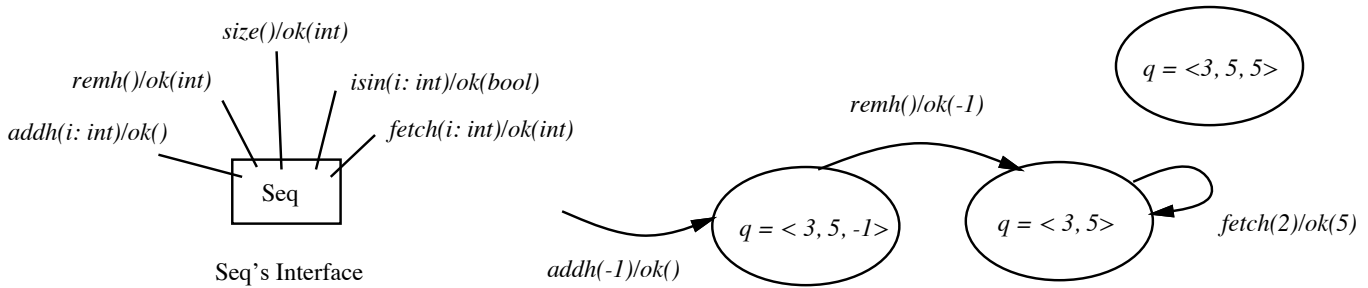 size()/ok(int)
remh()/ok(int)
isin(i: int)/ok(bool)
addh(i: int)/ok()
fetch(i: int)/ok(int)
Seq
Seq's Interface
q = <3, 5, 5>
remh()/ok(-1)
q = < 3, 5, -1>
q = < 3, 5>
addh(-1)/ok()
fetch(2)/ok(5)